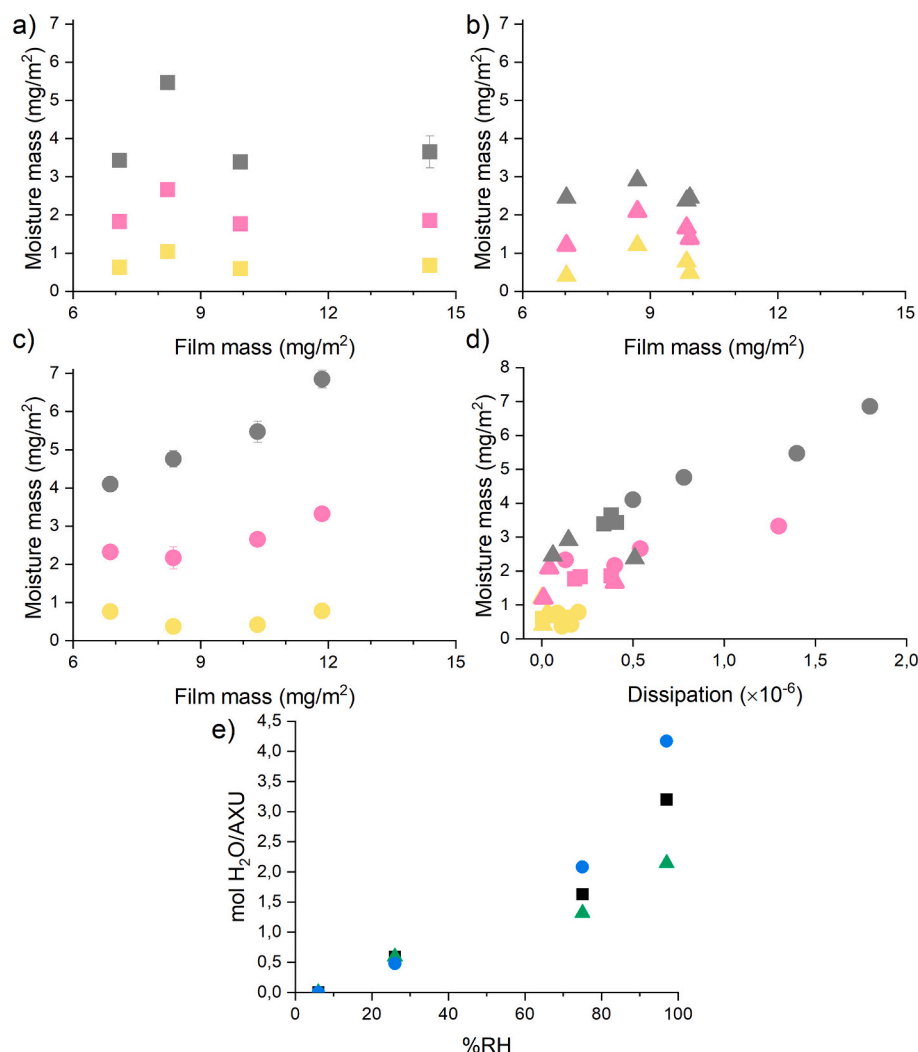 a)
7
6
5
4
3
2
1
0
Moisture mass (mg/m²)
6 9 12 15
Film mass (mg/m²)
b)
7
6
5
4
3
2
1
0
Moisture mass (mg/m²)
6 9 12 15
Film mass (mg/m²)
c)
7
6
5
4
3
2
1
0
Moisture mass (mg/m²)
6 9 12 15
Film mass (mg/m²)
d)
8
7
6
5
4
3
2
1
0
Moisture mass (mg/m²)
0,0 0,5 1,0 1,5 2,0
Dissipation (×10⁻⁶)
e)
4,5
4,0
3,5
3,0
2,5
2,0
1,5
1,0
0,5
0,0
mol H₂O/AXU
0 20 40 60 80 100
%RH